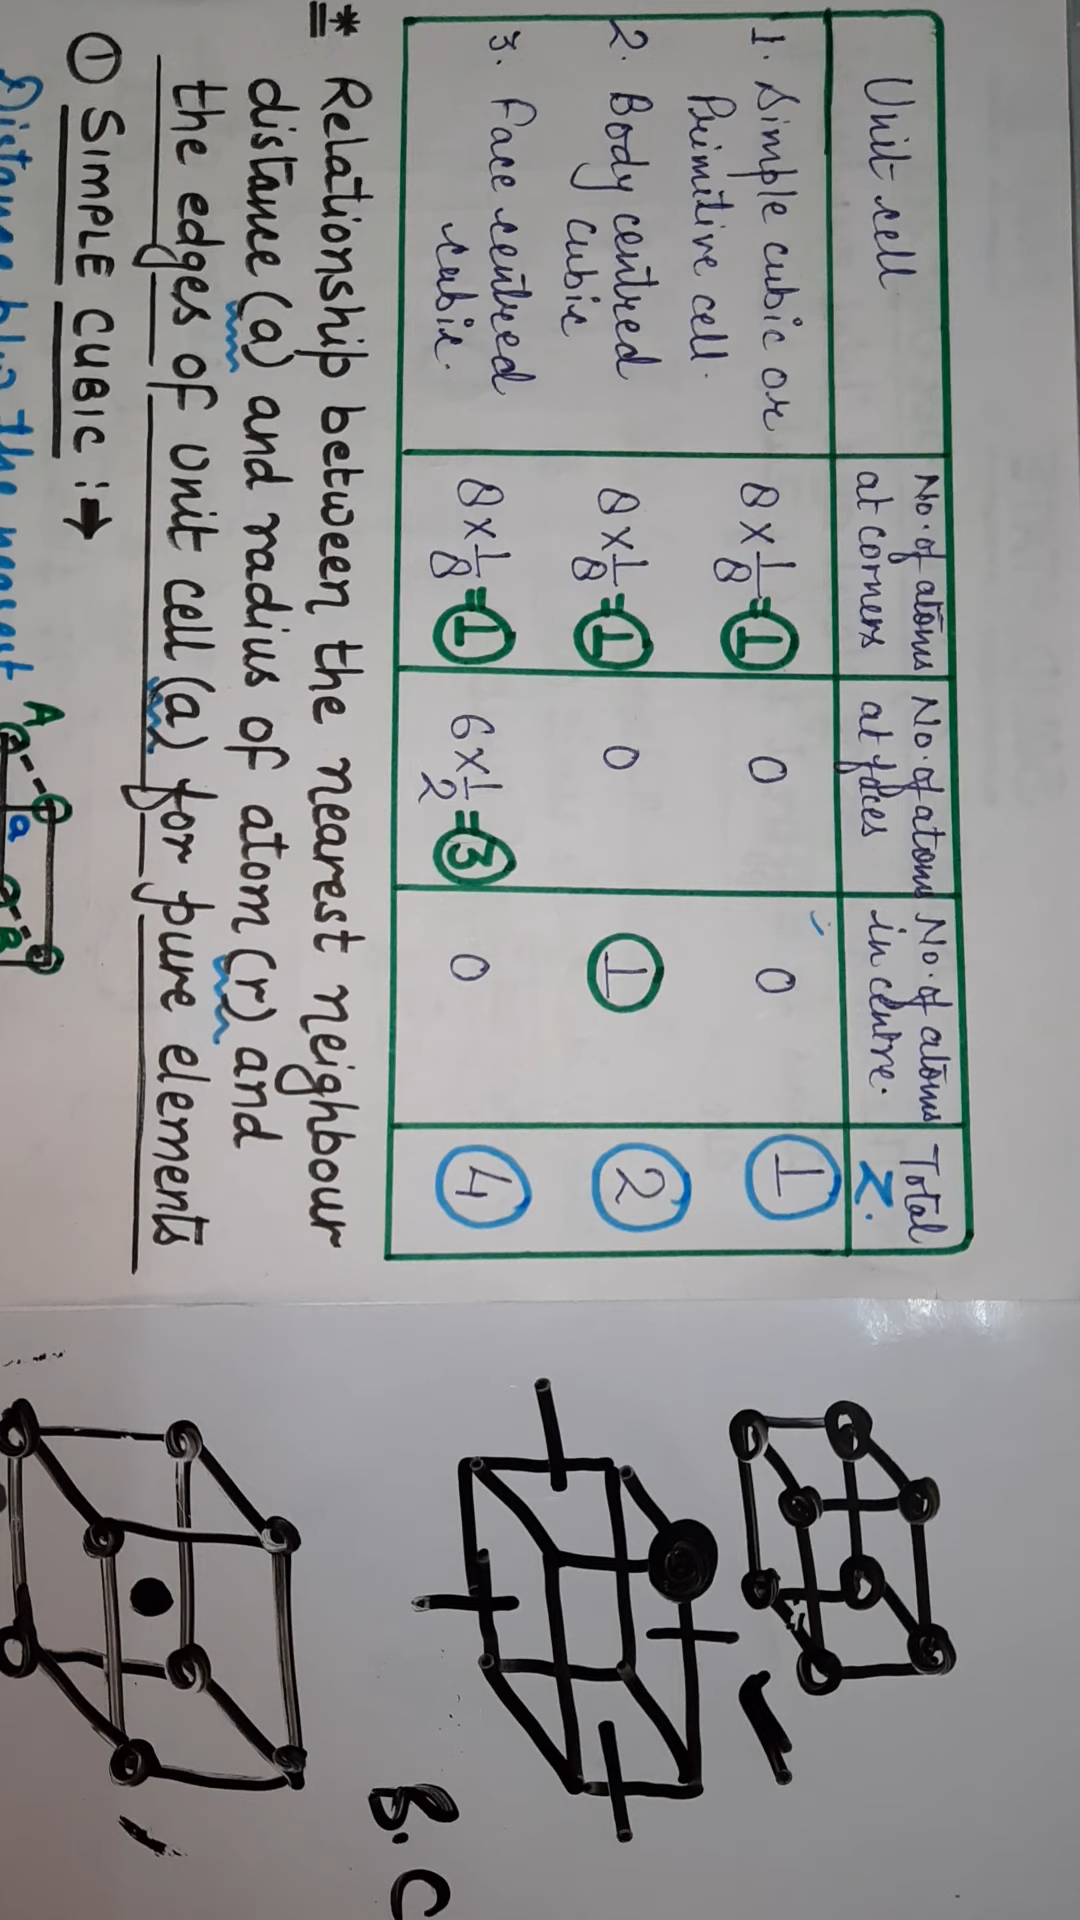 Unit cell
No. of atoms
at corners
No. of atoms
at faces
No. of atoms
in centre.
Total
Z.
1. Simple cubic or
Primitive cell.
8 × 1/8 = 1
0
0
1
2. Body centred
cubic
8 × 1/8 = 1
0
1
2
3. Face centred
cubic.
8 × 1/8 = 1
6 × 1/2 = 3
0
4
* Relationship between the nearest neighbour
distance (a) and radius of atom (r) and
the edges of unit cell (a) for pure elements
① SIMPLE CUBIC :→
the nearest
A
a
B
B.C